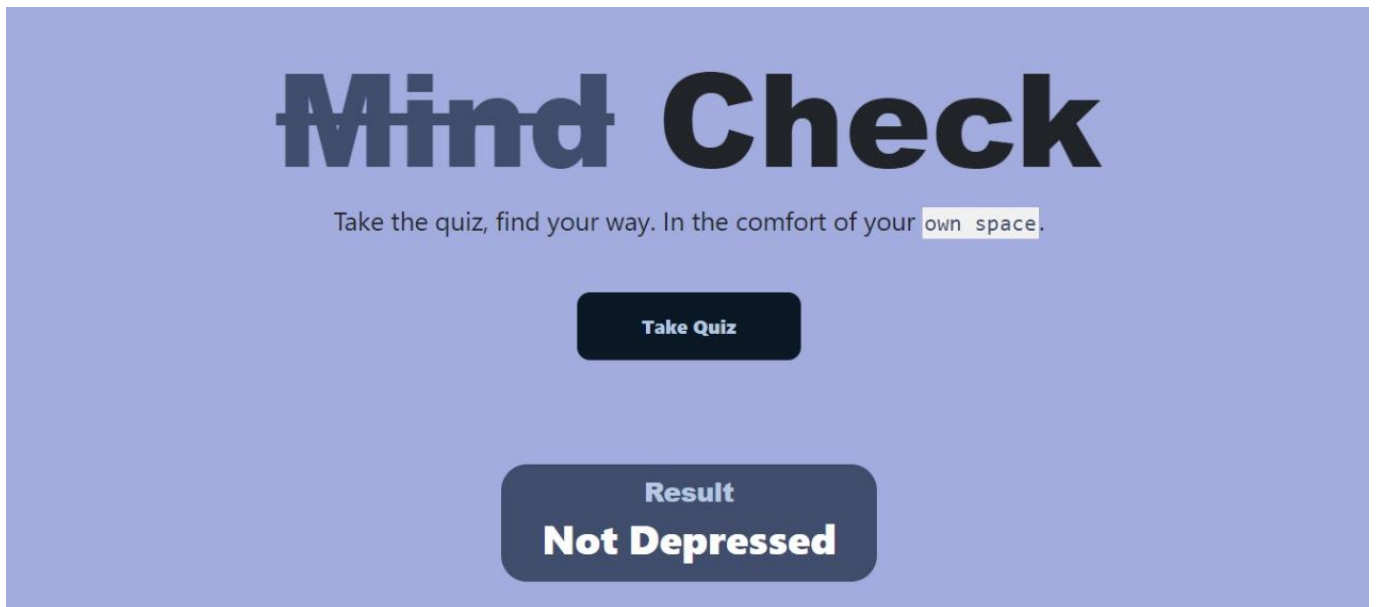 Mind Check
Take the quiz, find your way. In the comfort of your own space.
Take Quiz
Result
Not Depressed